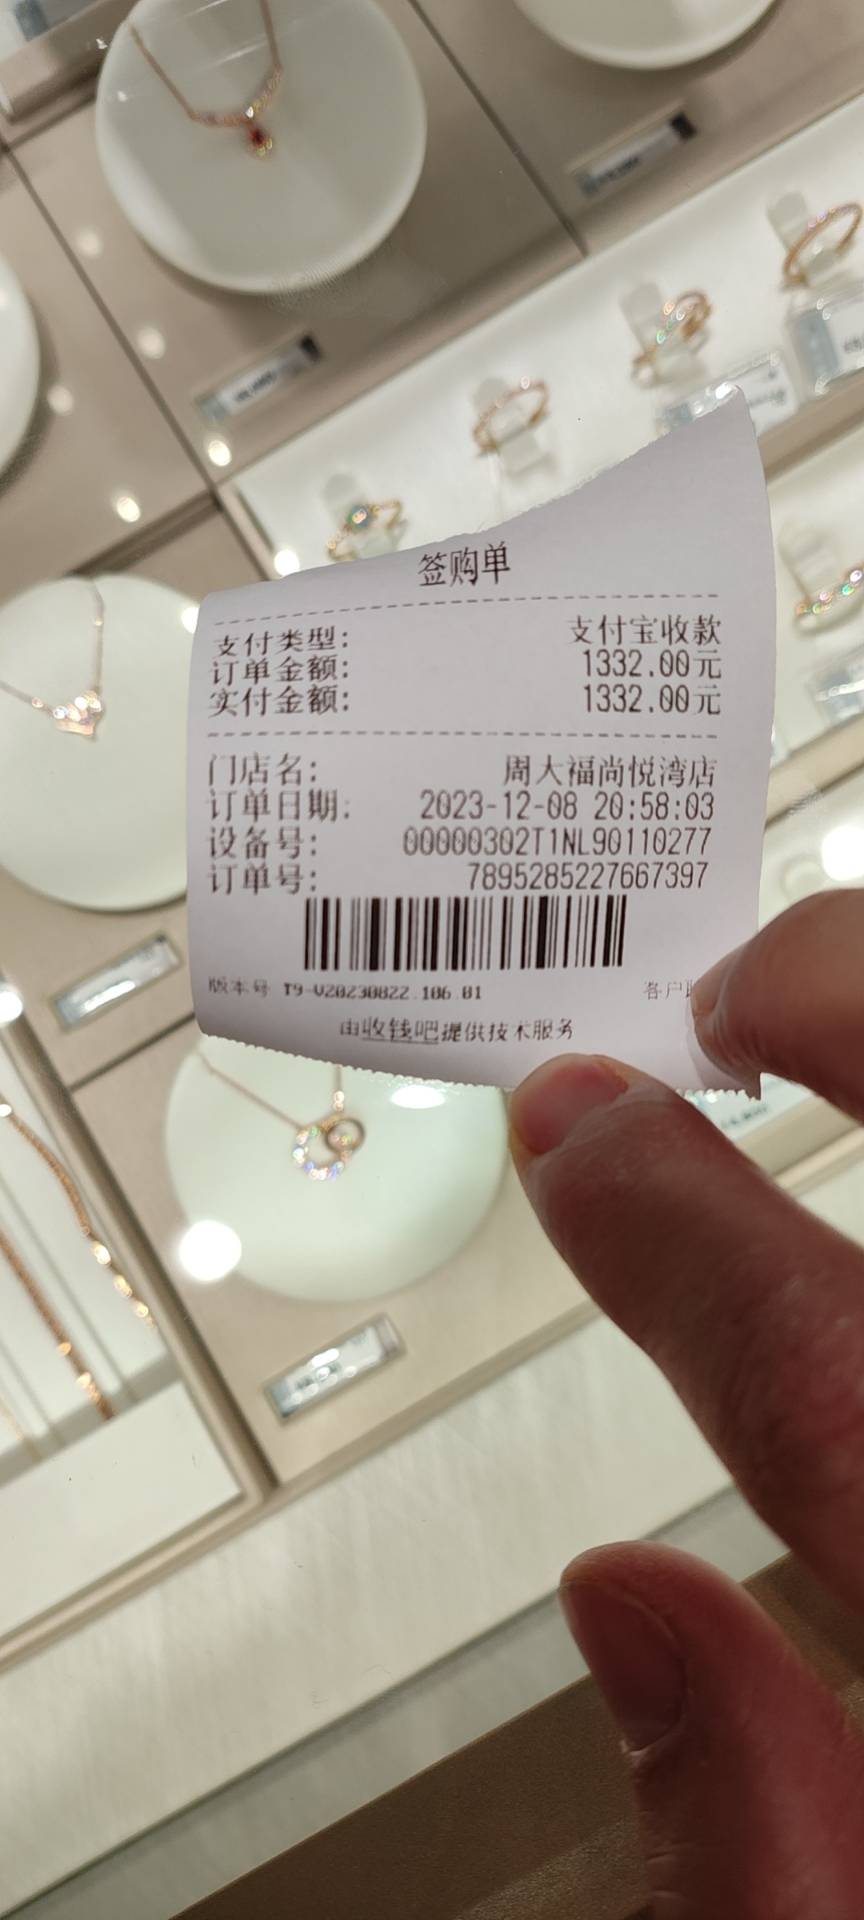 签购单
支付类型: 支付宝收款
订单金额: 1332.00元
实付金额: 1332.00元
门店名: 周大福尚悦湾店
订单日期: 2023-12-08 20:58:03
设备号: 00000302T1NL90110277
订单号: 7895285227667397
版本号 T9-V20230822.106.01 客户
由收钱吧提供技术服务